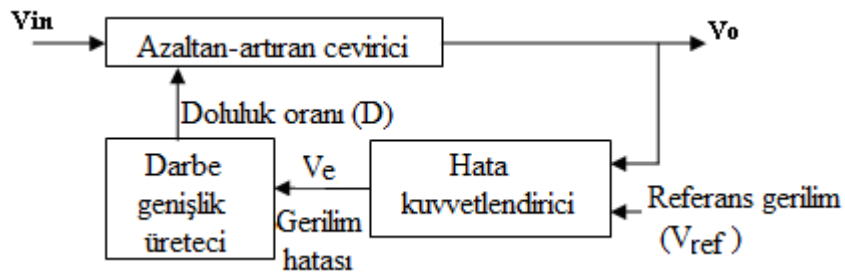 Vin
Azaltan-artıran cevirici
Vo
Doluluk oranı (D)
Darbe
genişlik
üreteci
Ve
Gerilim
hatası
Hata
kuvvetlendirici
Referans gerilim
(Vref )